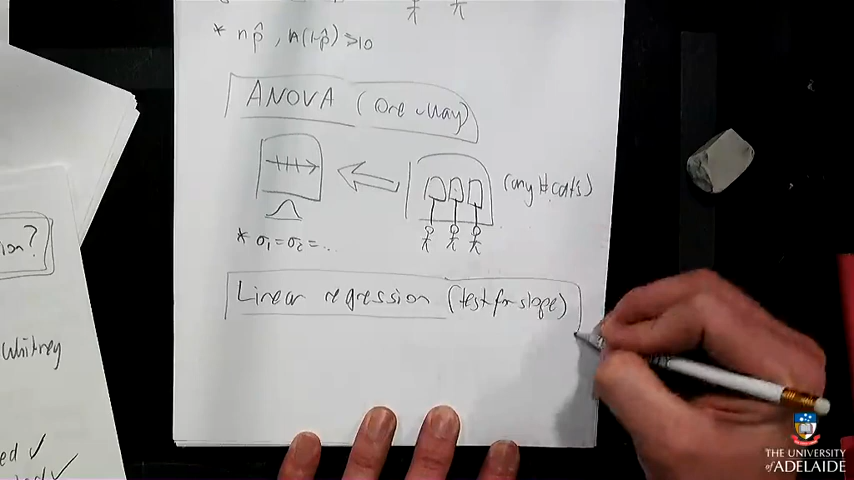 * n p̂ , n(1-p̂) ≥10
ANOVA (One-Way)
(any # cats)
* σ₁=σ₂=...
Linear regression (test for slope)
ion?
Whitney
ed ✓
ed ✓
THE UNIVERSITY
of ADELAIDE